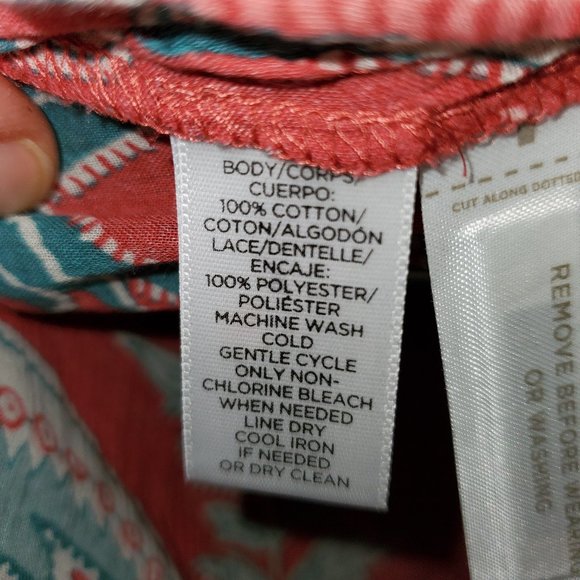 BODY/CORPS/
CUERPO:
100% COTTON/
COTON/ALGODÓN
LACE/DENTELLE/
ENCAJE:
100% POLYESTER/
POLIÉSTER
MACHINE WASH
COLD
GENTLE CYCLE
ONLY NON-
CHLORINE BLEACH
WHEN NEEDED
LINE DRY
COOL IRON
IF NEEDED
OR DRY CLEAN
CUT ALONG DOTTED
REMOVE BEFORE WEARING
OR WASHING